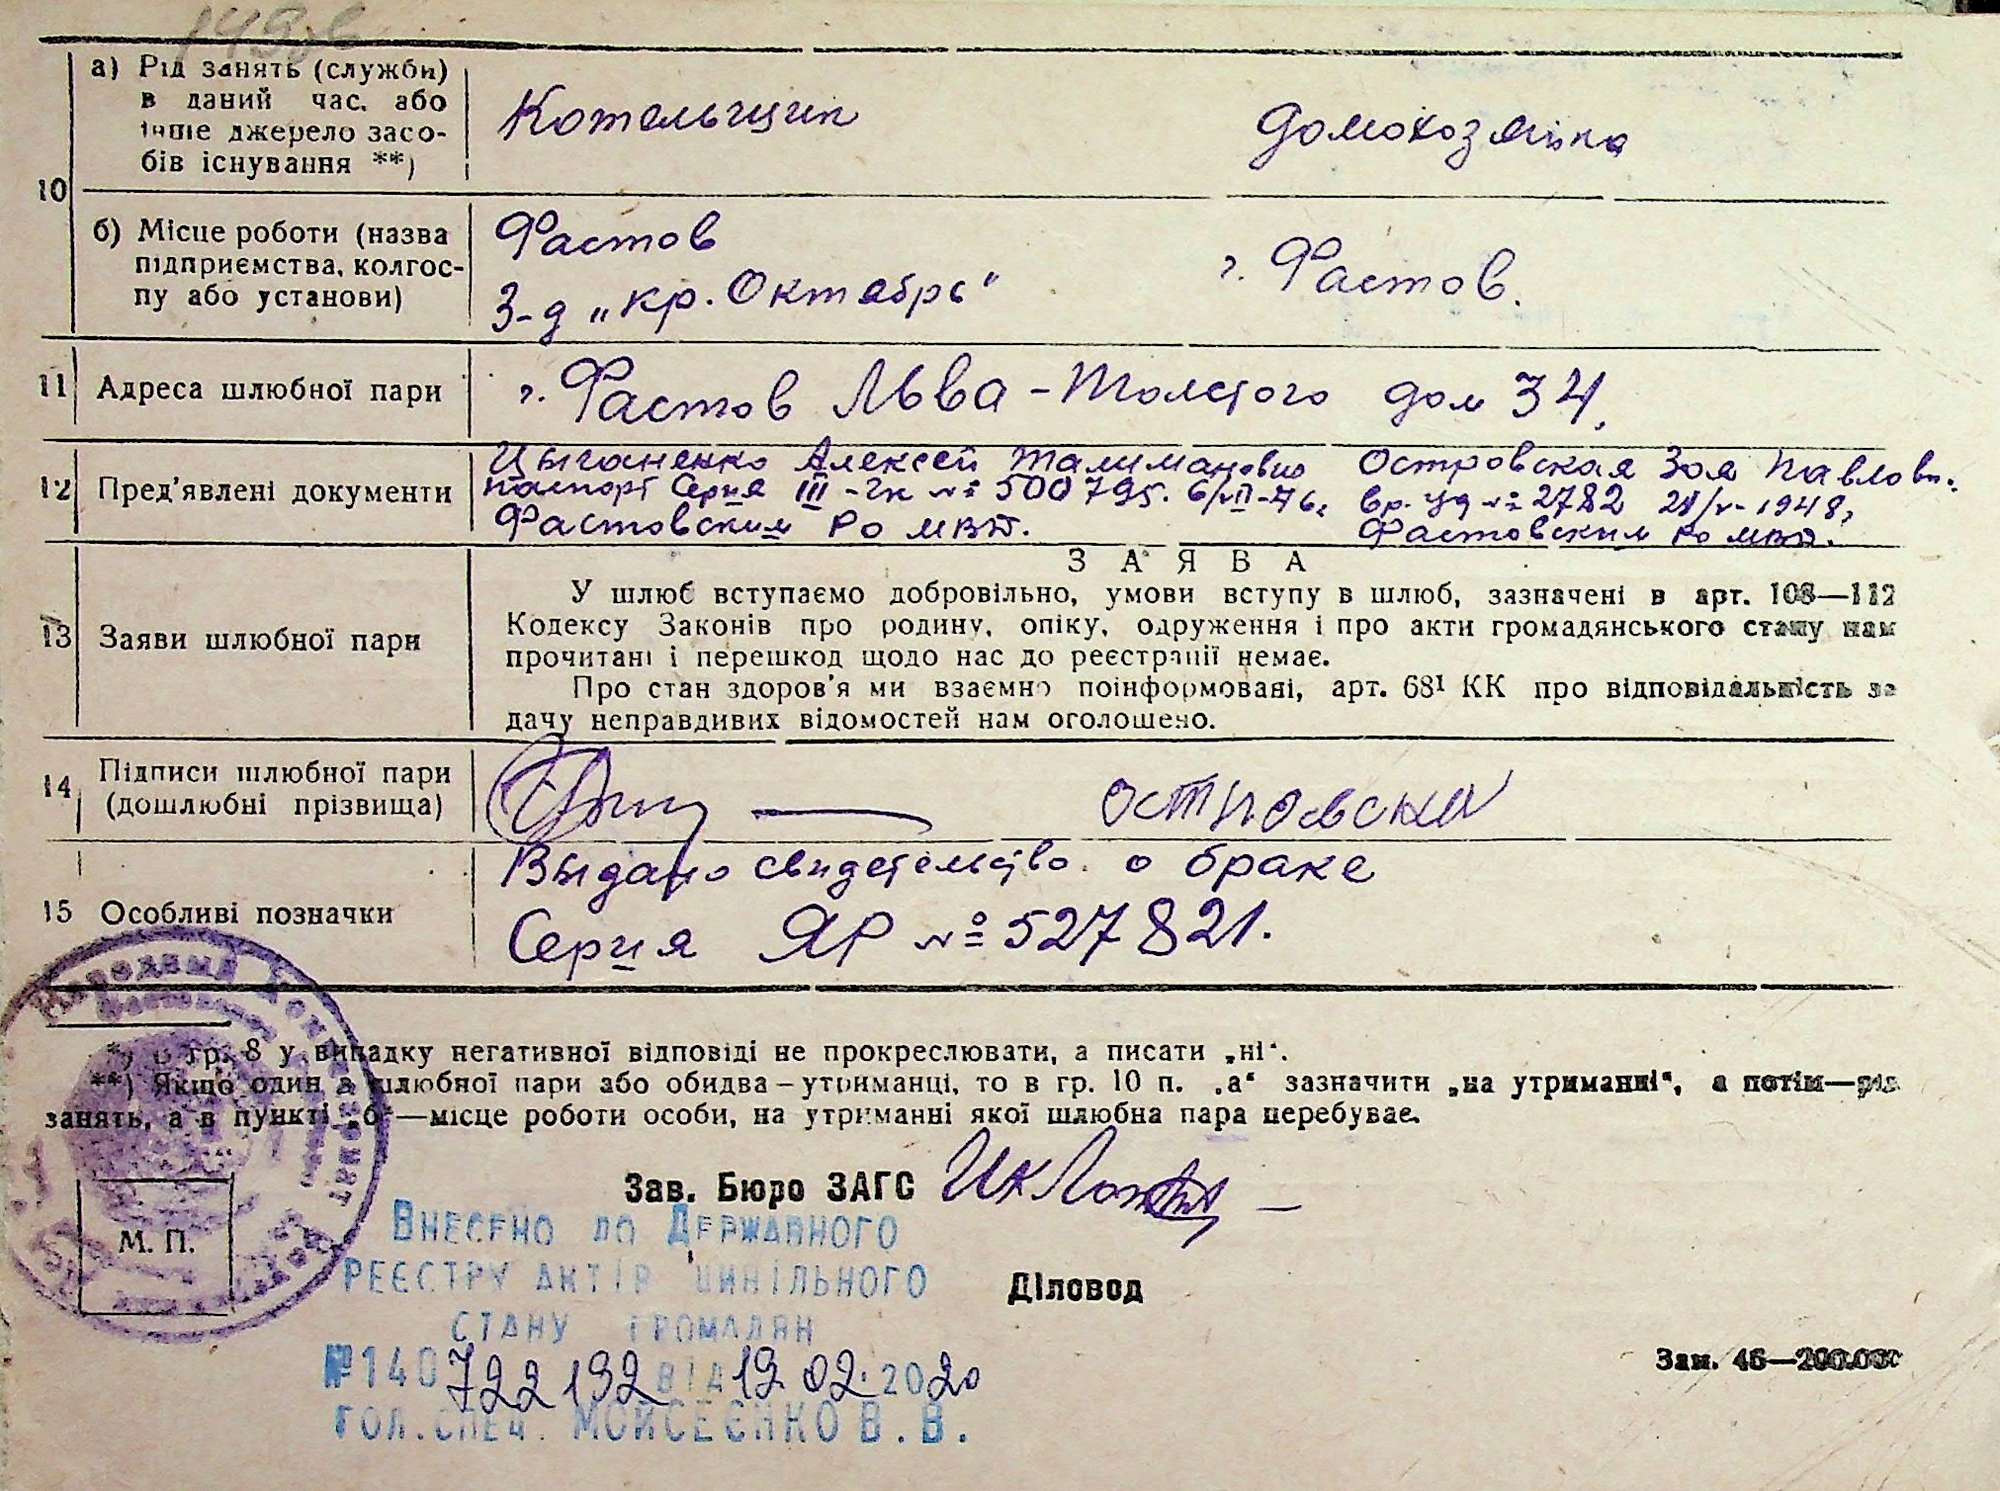 10
а) Рід занять (служби)
в даний час, або
інше джерело засо-
бів існування **)
Котельщик
домохозяйка
б) Місце роботи (назва
підприємства, колгос-
пу або установи)
Фастов
З-д „кр. Октябрь"
г. Фастов.
11 Адреса шлюбної пари
г. Фастов Льва-Толстого дом 34.
12 Пред'явлені документи
Цыганенко Алексей
паспорт Серия III-чк № 500795.
Фастовским Ро МВД.
Островская Зоя Павловн.
вр. уд № 2782 1948,
Фастовским Ро МВД.
13 Заяви шлюбної пари
ЗАЯВА
У шлюб вступаємо добровільно, умови вступу в шлюб, зазначені в арт. 108—112
Кодексу Законів про родину, опіку, одруження і про акти громадянського стану нам
прочитані і перешкод щодо нас до реєстрації немає.
Про стан здоров'я ми взаємно поінформовані, арт. 68¹ КК про відповідальність за
дачу неправдивих відомостей нам оголошено.
14
Підписи шлюбної пари
(дошлюбні прізвища)
15 Особливі позначки
Выдано свидетельство о браке
Серия ЯР № 527821.
*) В гр. 8 у випадку негативної відповіді не прокреслювати, а писати „ні".
**) Якщо один з шлюбної пари або обидва – утриманці, то в гр. 10 п. „а" зазначити „на утриманні", а потім—рід
занять, а в пункті „б"—місце роботи особи, на утриманні якої шлюбна пара перебуває.
Зав. Бюро ЗАГС
М. П.
Внесено до Державного
реєстру актів цивільного
стану громадян
№140 722 192 від 19.02.2020
гол.спец. Мойсеєнко В.В.
Діловод
Зам. 46—200.000